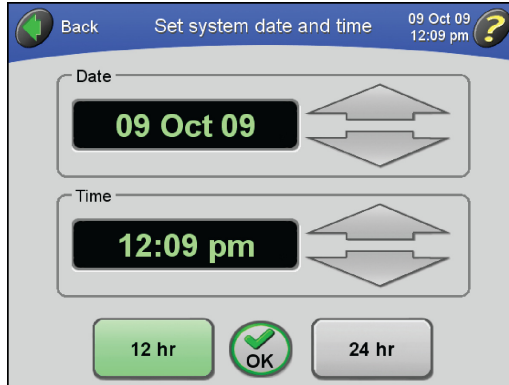 Back
Set system date and time
09 Oct 09
12:09 pm
?
Date
09 Oct 09
Time
12:09 pm
12 hr
OK
24 hr